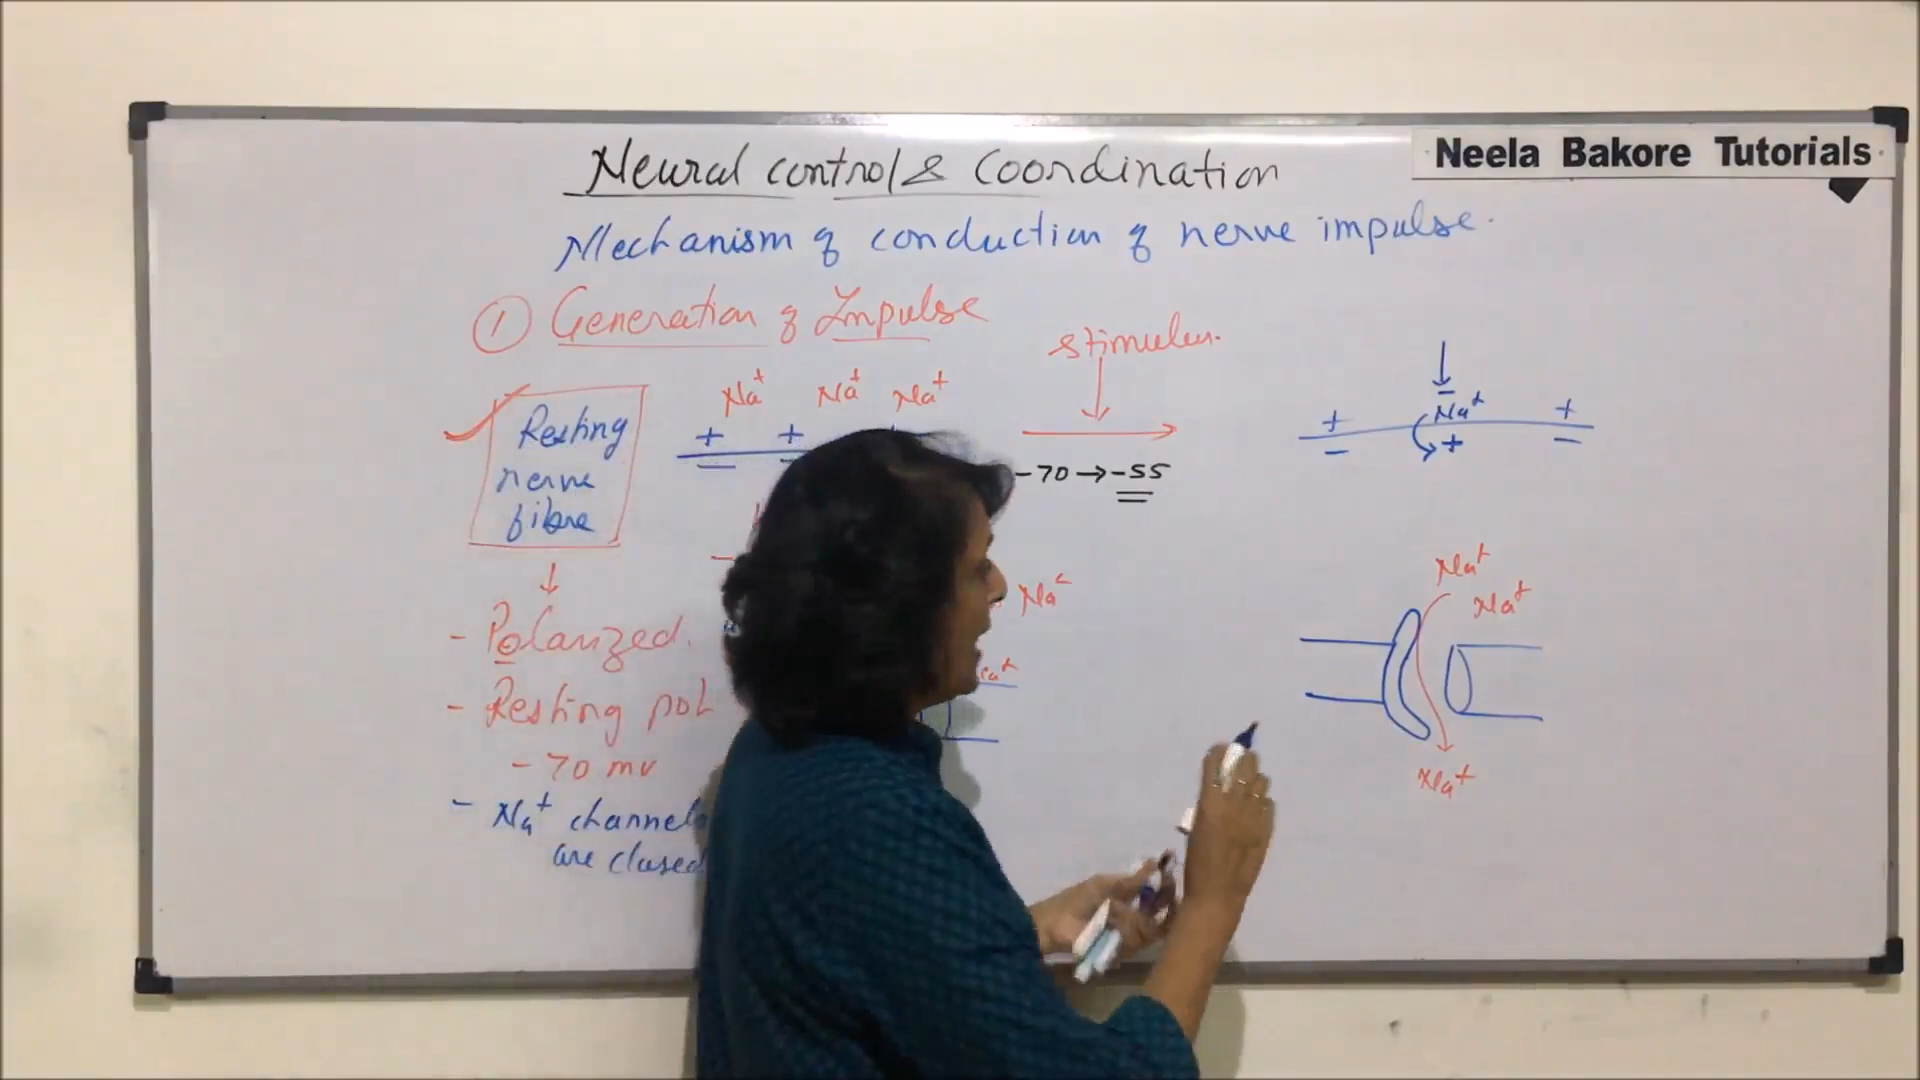 Neural control & Coordination
Neela Bakore Tutorials
Mechanism of conduction of nerve impulse.
① Generation of Impulse
stimulus.
Na⁺ Na⁺ Na⁺
Resting
nerve
fibre
+ +
-70 → -55
+ Na⁺ +
- + -
Polarized.
- Resting pot
- 70 mv
- Na⁺ channels
are closed
Na⁺
Na⁺
Na⁺
Na⁺